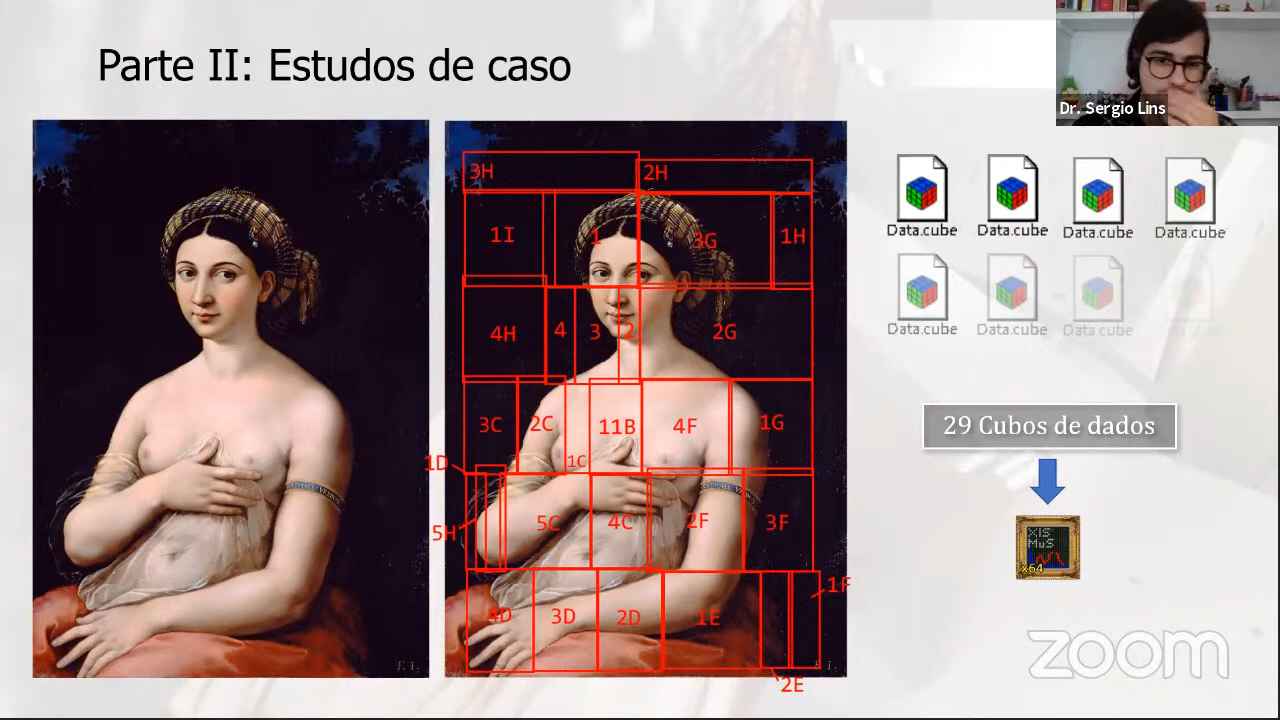 Parte II: Estudos de caso
Dr. Sergio Lins
3H
2H
1I
1
3G
1H
4H
4
3
2
2G
3C
2C
11B
4F
1G
1D
1C
5H
5C
4C
2F
3F
4D
3D
2D
1E
1F
2E
Data.cube Data.cube Data.cube Data.cube
Data.cube Data.cube Data.cube
29 Cubos de dados
XIS
MuS
x64
zoom